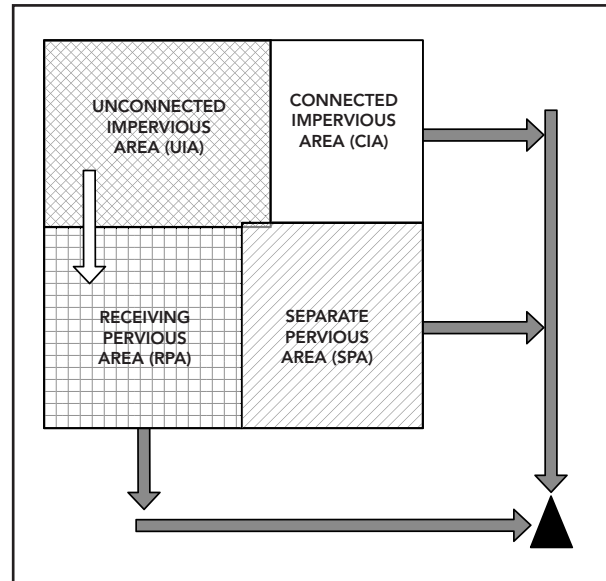 UNCONNECTED
IMPERVIOUS
AREA (UIA)
CONNECTED
IMPERVIOUS
AREA (CIA)
RECEIVING
PERVIOUS
AREA (RPA)
SEPARATE
PERVIOUS
AREA (SPA)